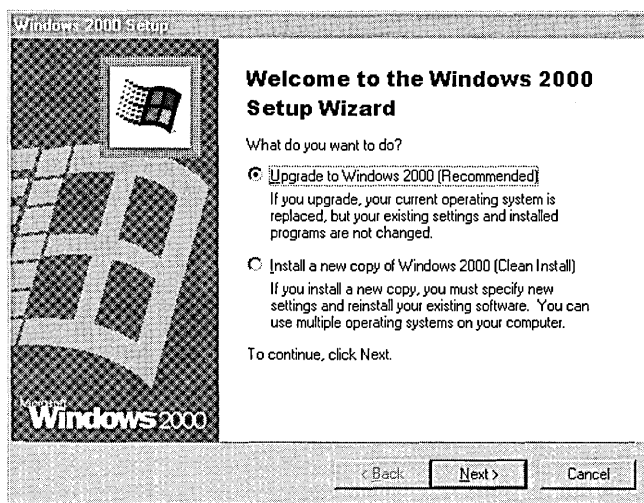 Windows 2000 Setup
Welcome to the Windows 2000
Setup Wizard
What do you want to do?
Upgrade to Windows 2000 (Recommended)
If you upgrade, your current operating system is
replaced, but your existing settings and installed
programs are not changed.
Install a new copy of Windows 2000 (Clean Install)
If you install a new copy, you must specify new
settings and reinstall your existing software. You can
use multiple operating systems on your computer.
To continue, click Next.
Microsoft
Windows 2000
< Back
Next >
Cancel